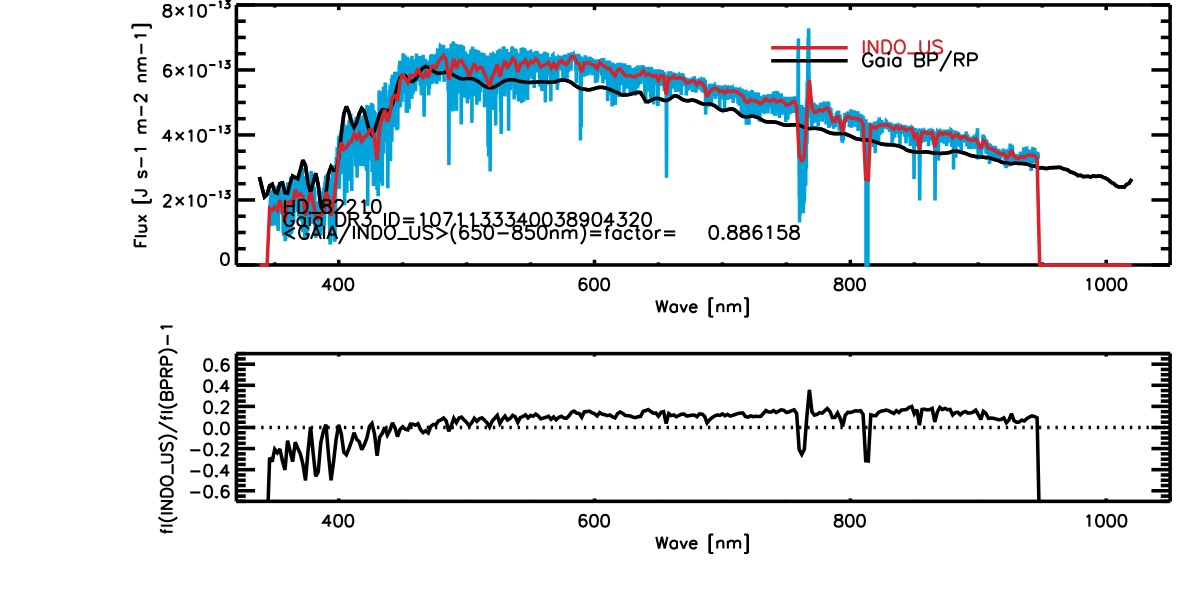 8×10⁻¹³
6×10⁻¹³
4×10⁻¹³
2×10⁻¹³
0
Flux [J s−1 m−2 nm−1]
INDO_US
Gaia BP/RP
HD_82210
Gaia DR3 ID=1071133340038904320
<GAIA/INDO_US>(650−850nm)=factor= 0.886158
400 600 800 1000
Wave [nm]
fl(INDO_US)/fl(BPRP)−1
0.6
0.4
0.2
0.0
−0.2
−0.4
−0.6
400 600 800 1000
Wave [nm]